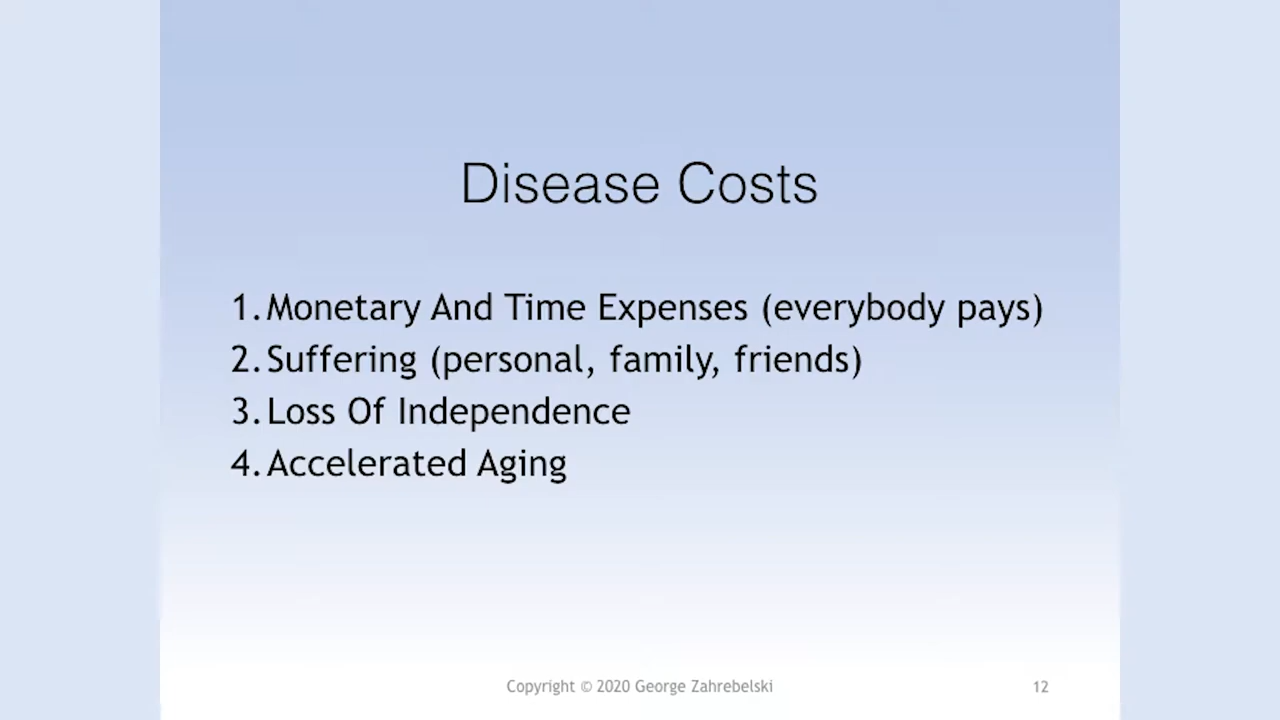 Disease Costs
1. Monetary And Time Expenses (everybody pays)
2. Suffering (personal, family, friends)
3. Loss Of Independence
4. Accelerated Aging
Copyright © 2020 George Zahrebelski
12